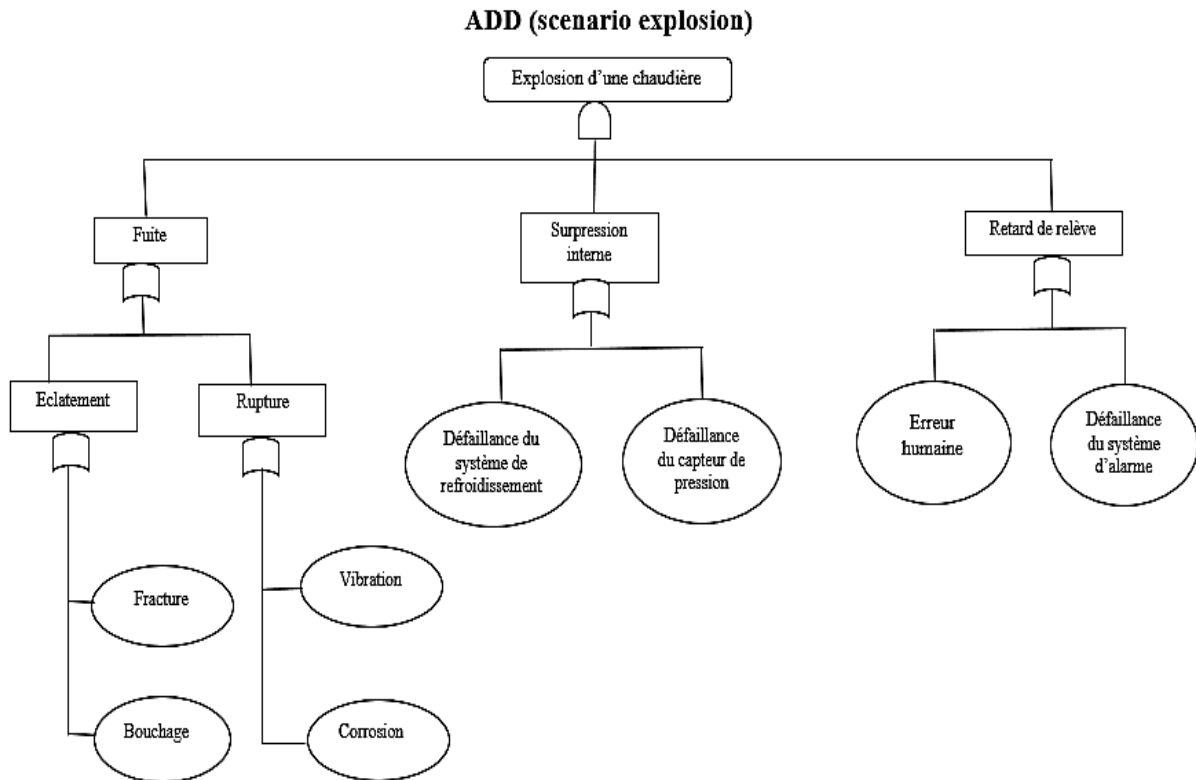 ADD (scenario explosion)
Explosion d'une chaudière
Fuite
Surpression
interne
Retard de relève
Eclatement
Rupture
Défaillance du
système de
refroidissement
Défaillance
du capteur de
pression
Erreur
humaine
Défaillance
du système
d'alarme
Fracture
Vibration
Bouchage
Corrosion